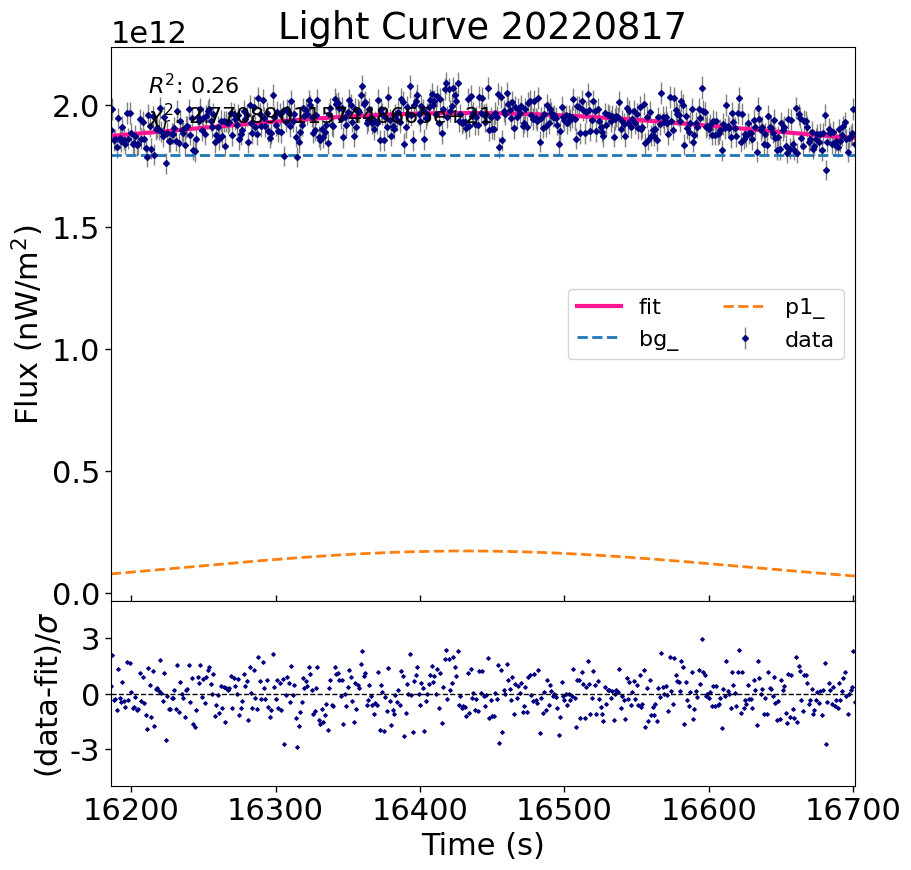 Light Curve 20220817
1e12
R²: 0.26
2.0
1.5
1.0
0.5
0.0
Flux (nW/m²)
fit
bg_
p1_
data
3
0
-3
(data-fit)/σ
16200 16300 16400 16500 16600 16700
Time (s)